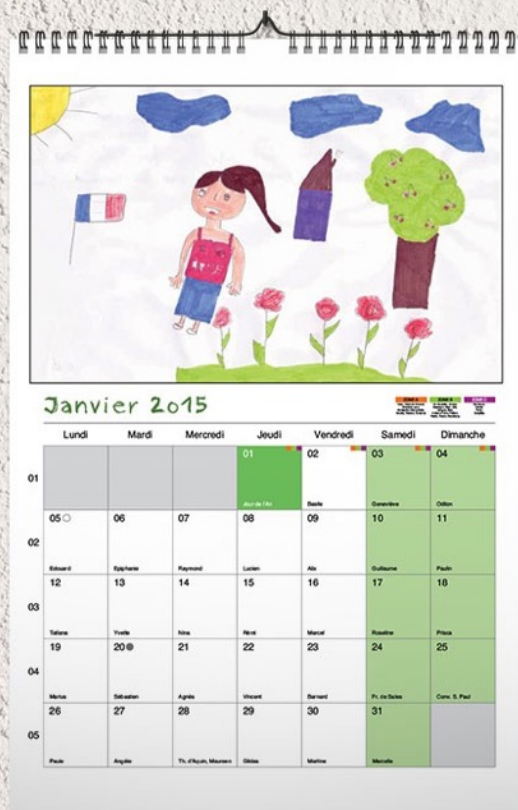 Janvier 2015
ZONE A ZONE B ZONE C
Lundi Mardi Mercredi Jeudi Vendredi Samedi Dimanche
01 01 02 03 04
Jour de l'An Basile Geneviève Odilon
02 05 06 07 08 09 10 11
Edouard Epiphanie Raymond Lucien Alix Guillaume Paulin
03 12 13 14 15 16 17 18
Tatiana Yvette Nina Rémi Marcel Roseline Prisca
04 19 20 21 22 23 24 25
Marius Sébastien Agnès Vincent Barnard Fr. de Sales Conv. S. Paul
05 26 27 28 29 30 31
Paule Angèle Th. d'Aquin, Maureen Gildas Martine Marcelle